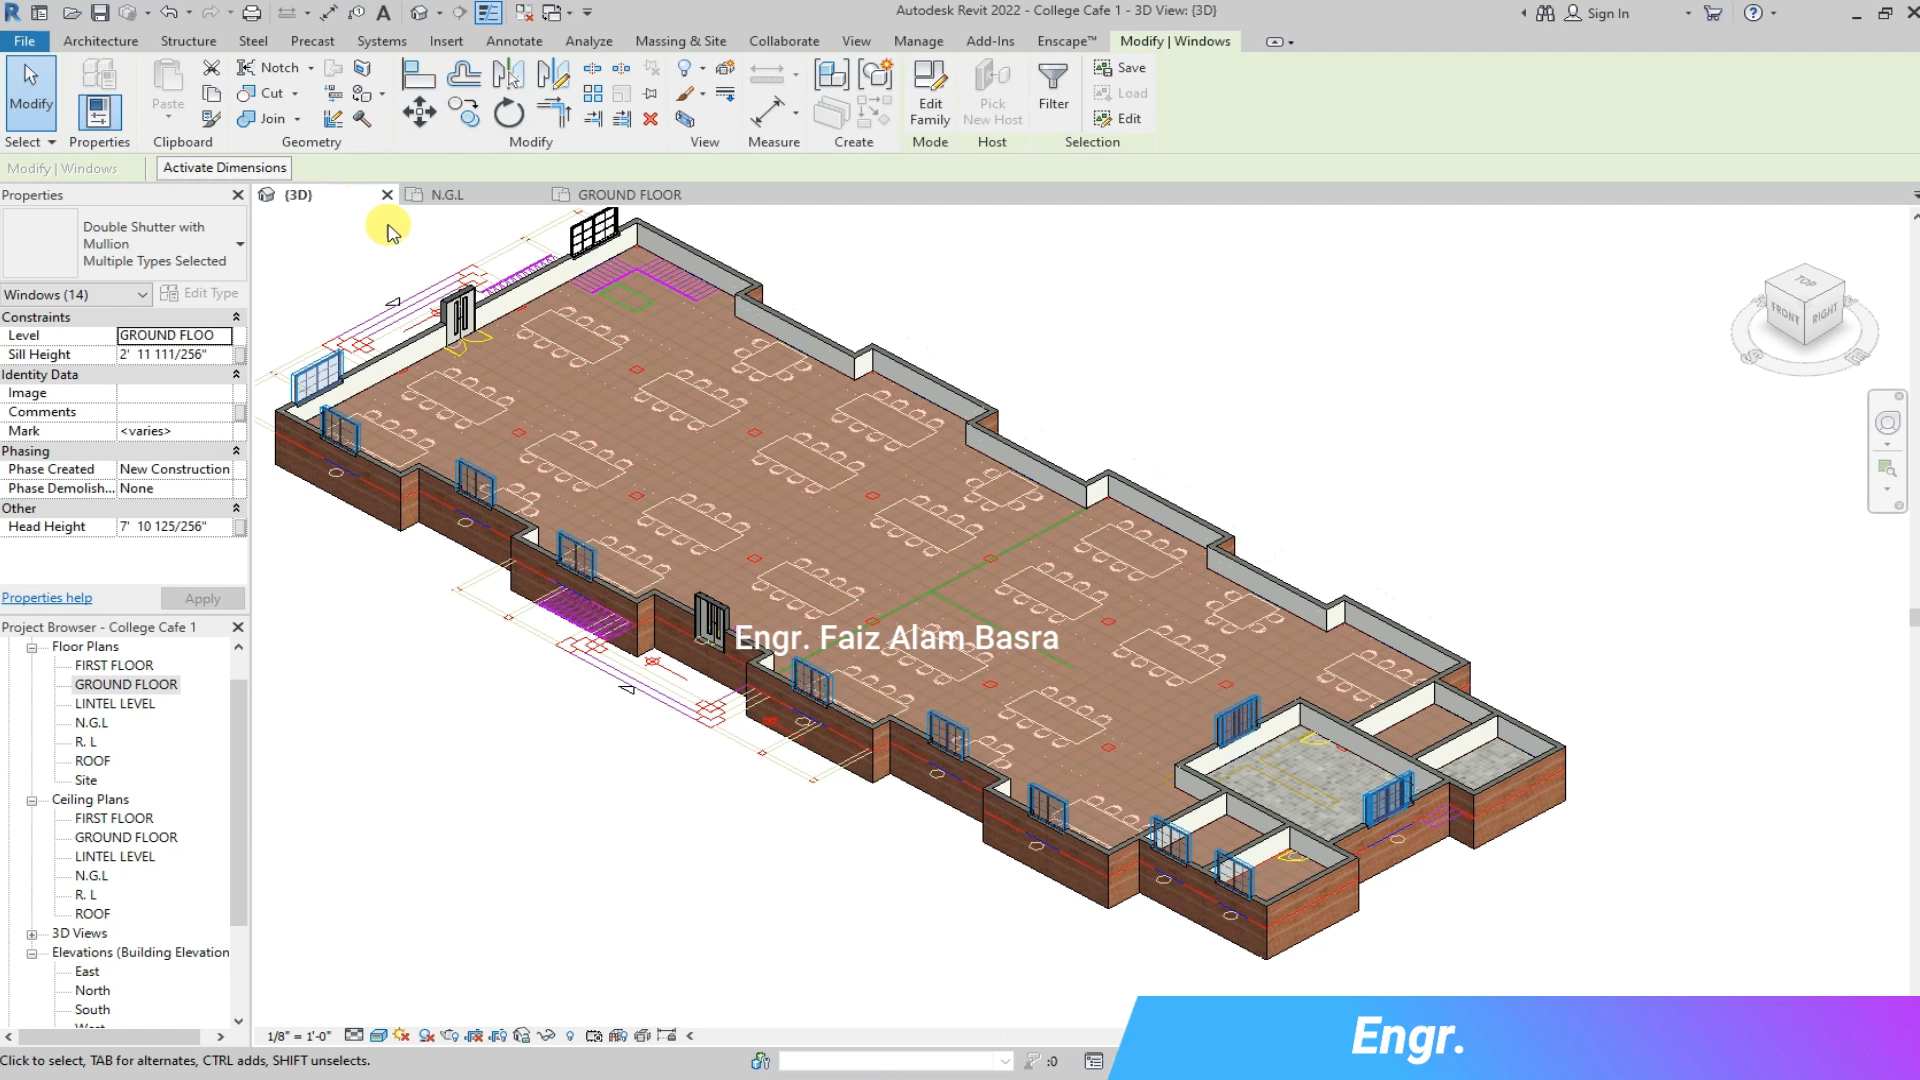 Autodesk Revit 2022 - College Cafe 1 - 3D View: {3D}
Sign In
File Architecture Structure Steel Precast Systems Insert Annotate Analyze Massing & Site Collaborate View Manage Add-Ins Enscape™ Modify | Windows
Modify
Paste
Notch
Cut
Join
Edit
Family
Pick
New Host
Filter
Save
Load
Edit
Select Properties Clipboard Geometry Modify View Measure Create Mode Host Selection
Modify | Windows
Activate Dimensions
Properties
{3D}
N.G.L
GROUND FLOOR
Double Shutter with
Mullion
Multiple Types Selected
Windows (14)
Edit Type
Constraints
Level GROUND FLOO
Sill Height 2' 11 111/256"
Identity Data
Image
Comments
Mark <varies>
Phasing
Phase Created New Construction
Phase Demolish... None
Other
Head Height 7' 10 125/256"
Properties help
Apply
Project Browser - College Cafe 1
Floor Plans
FIRST FLOOR
GROUND FLOOR
LINTEL LEVEL
N.G.L
R. L
ROOF
Site
Ceiling Plans
FIRST FLOOR
GROUND FLOOR
LINTEL LEVEL
N.G.L
R. L
ROOF
3D Views
Elevations (Building Elevation
East
North
South
West
TOP
FRONT
RIGHT
Engr. Faiz Alam Basra
1/8" = 1'-0"
Click to select, TAB for alternates, CTRL adds, SHIFT unselects.
:0
Engr.